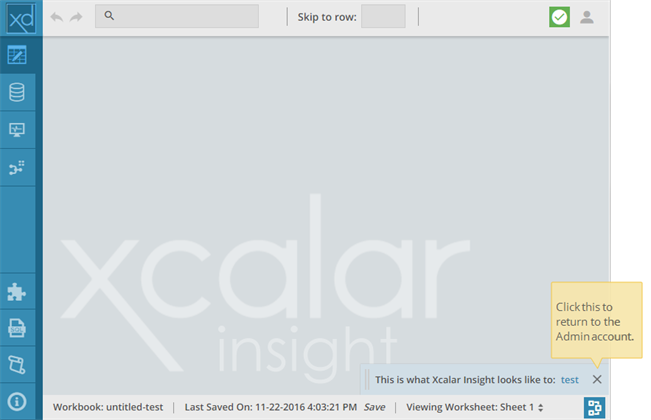 xd
Skip to row:
xcalar
insight
Click this to
return to the
Admin account.
This is what Xcalar Insight looks like to: test
SQL
Workbook: untitled-test Last Saved On: 11-22-2016 4:03:21 PM Save Viewing Worksheet: Sheet 1